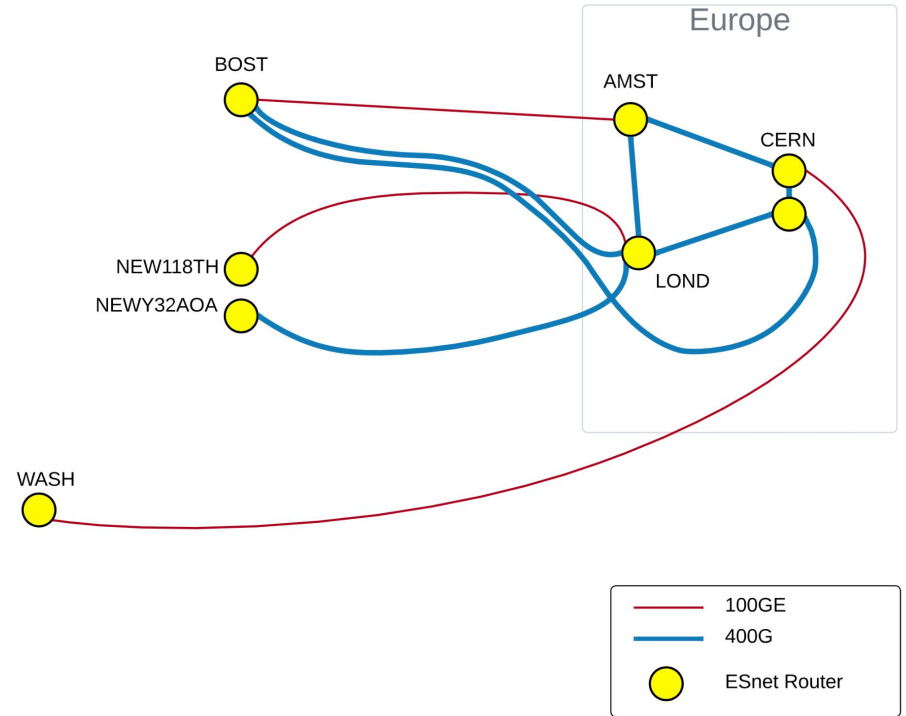 Europe
BOST
AMST
CERN
NEW118TH
LOND
NEWY32AOA
WASH
100GE
400G
ESnet Router